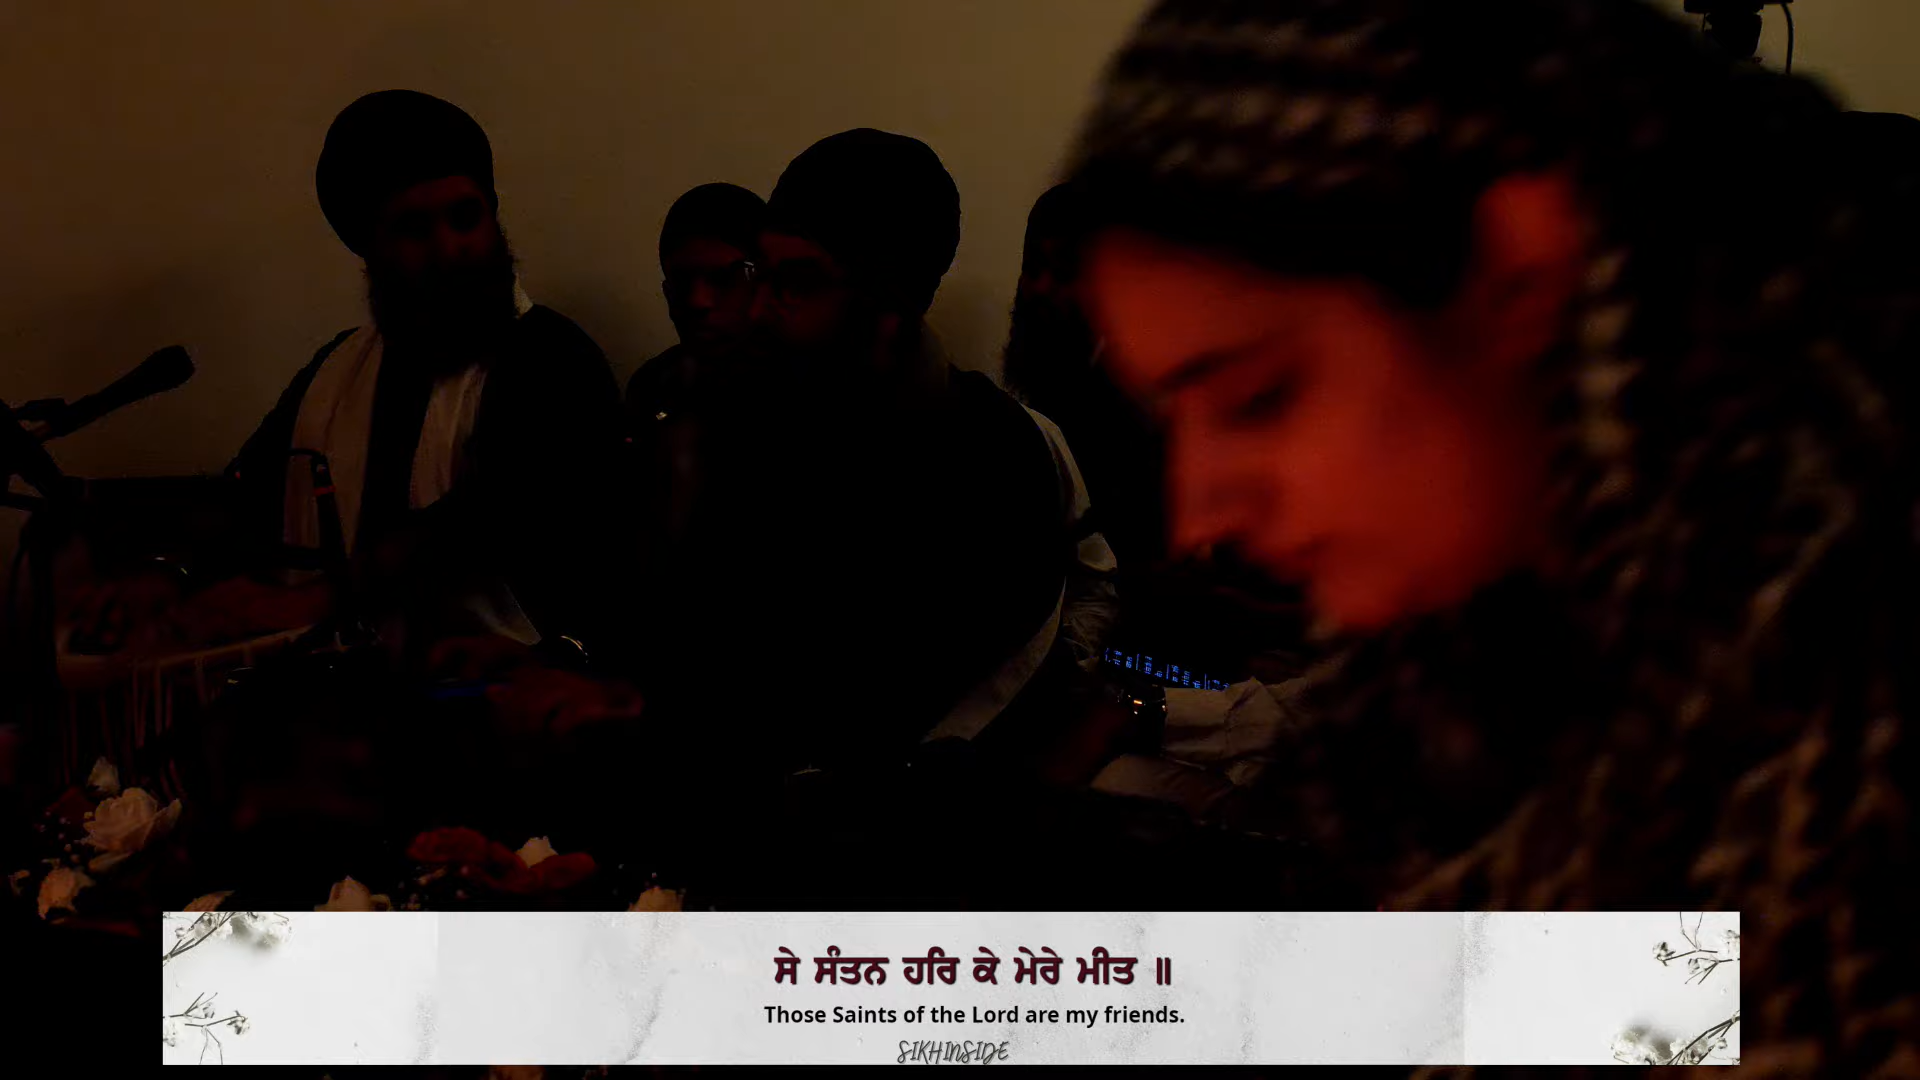 ਸੇ ਸੰਤਨ ਹਰਿ ਕੇ ਮੇਰੇ ਮੀਤ ॥
Those Saints of the Lord are my friends.
SIKHINSIDE